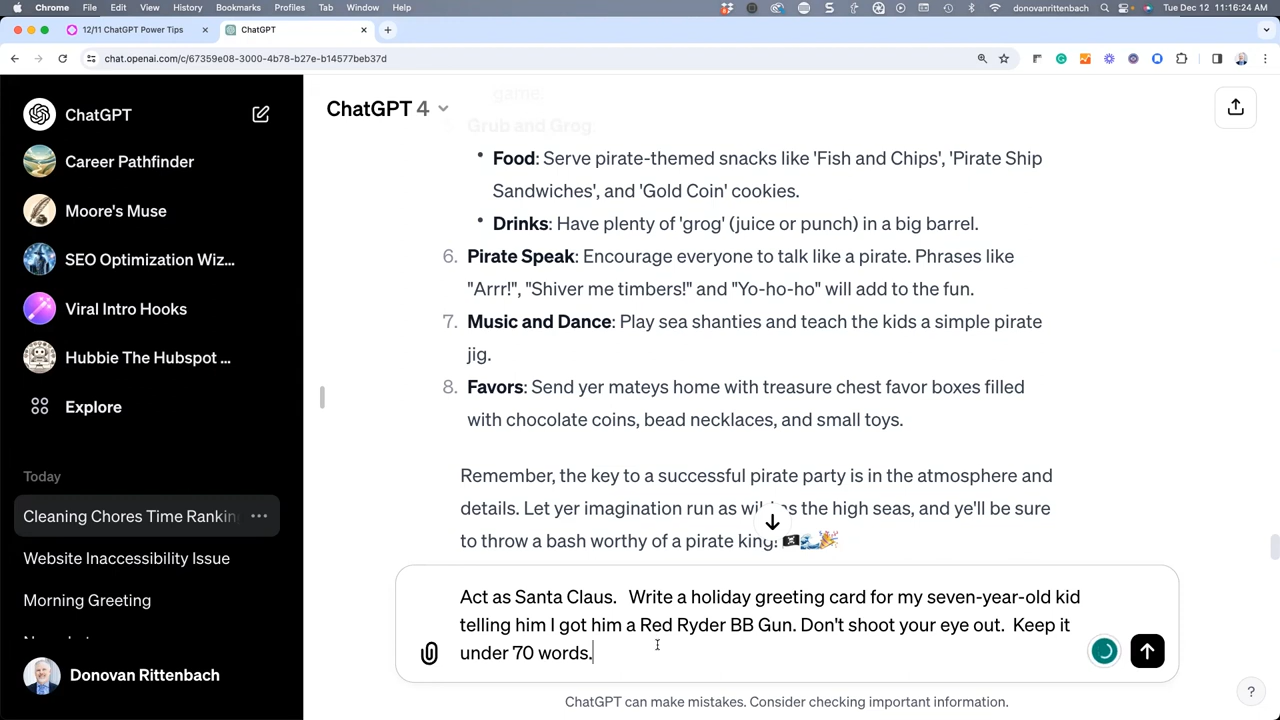 Chrome File Edit View History Bookmarks Profiles Tab Window Help donovanrittenbach Tue Dec 12 11:16:24 AM
12/11 ChatGPT Power Tips
ChatGPT
chat.openai.com/c/67359e08-3000-4b78-b27e-b14577beb37d
ChatGPT
Career Pathfinder
Moore's Muse
SEO Optimization Wiz...
Viral Intro Hooks
Hubbie The Hubspot ...
Explore
Today
Cleaning Chores Time Rankin
Website Inaccessibility Issue
Morning Greeting
Donovan Rittenbach
ChatGPT 4
game.
Grub and Grog
• Food: Serve pirate-themed snacks like 'Fish and Chips', 'Pirate Ship
Sandwiches', and 'Gold Coin' cookies.
• Drinks: Have plenty of 'grog' (juice or punch) in a big barrel.
6. Pirate Speak: Encourage everyone to talk like a pirate. Phrases like
"Arrr!", "Shiver me timbers!" and "Yo-ho-ho" will add to the fun.
7. Music and Dance: Play sea shanties and teach the kids a simple pirate
jig.
8. Favors: Send yer mateys home with treasure chest favor boxes filled
with chocolate coins, bead necklaces, and small toys.
Remember, the key to a successful pirate party is in the atmosphere and
details. Let yer imagination run as the high seas, and ye'll be sure
to throw a bash worthy of a pirate king! 🏴‍☠️🌊🎉
Act as Santa Claus. Write a holiday greeting card for my seven-year-old kid
telling him I got him a Red Ryder BB Gun. Don't shoot your eye out. Keep it
under 70 words.
ChatGPT can make mistakes. Consider checking important information.
?